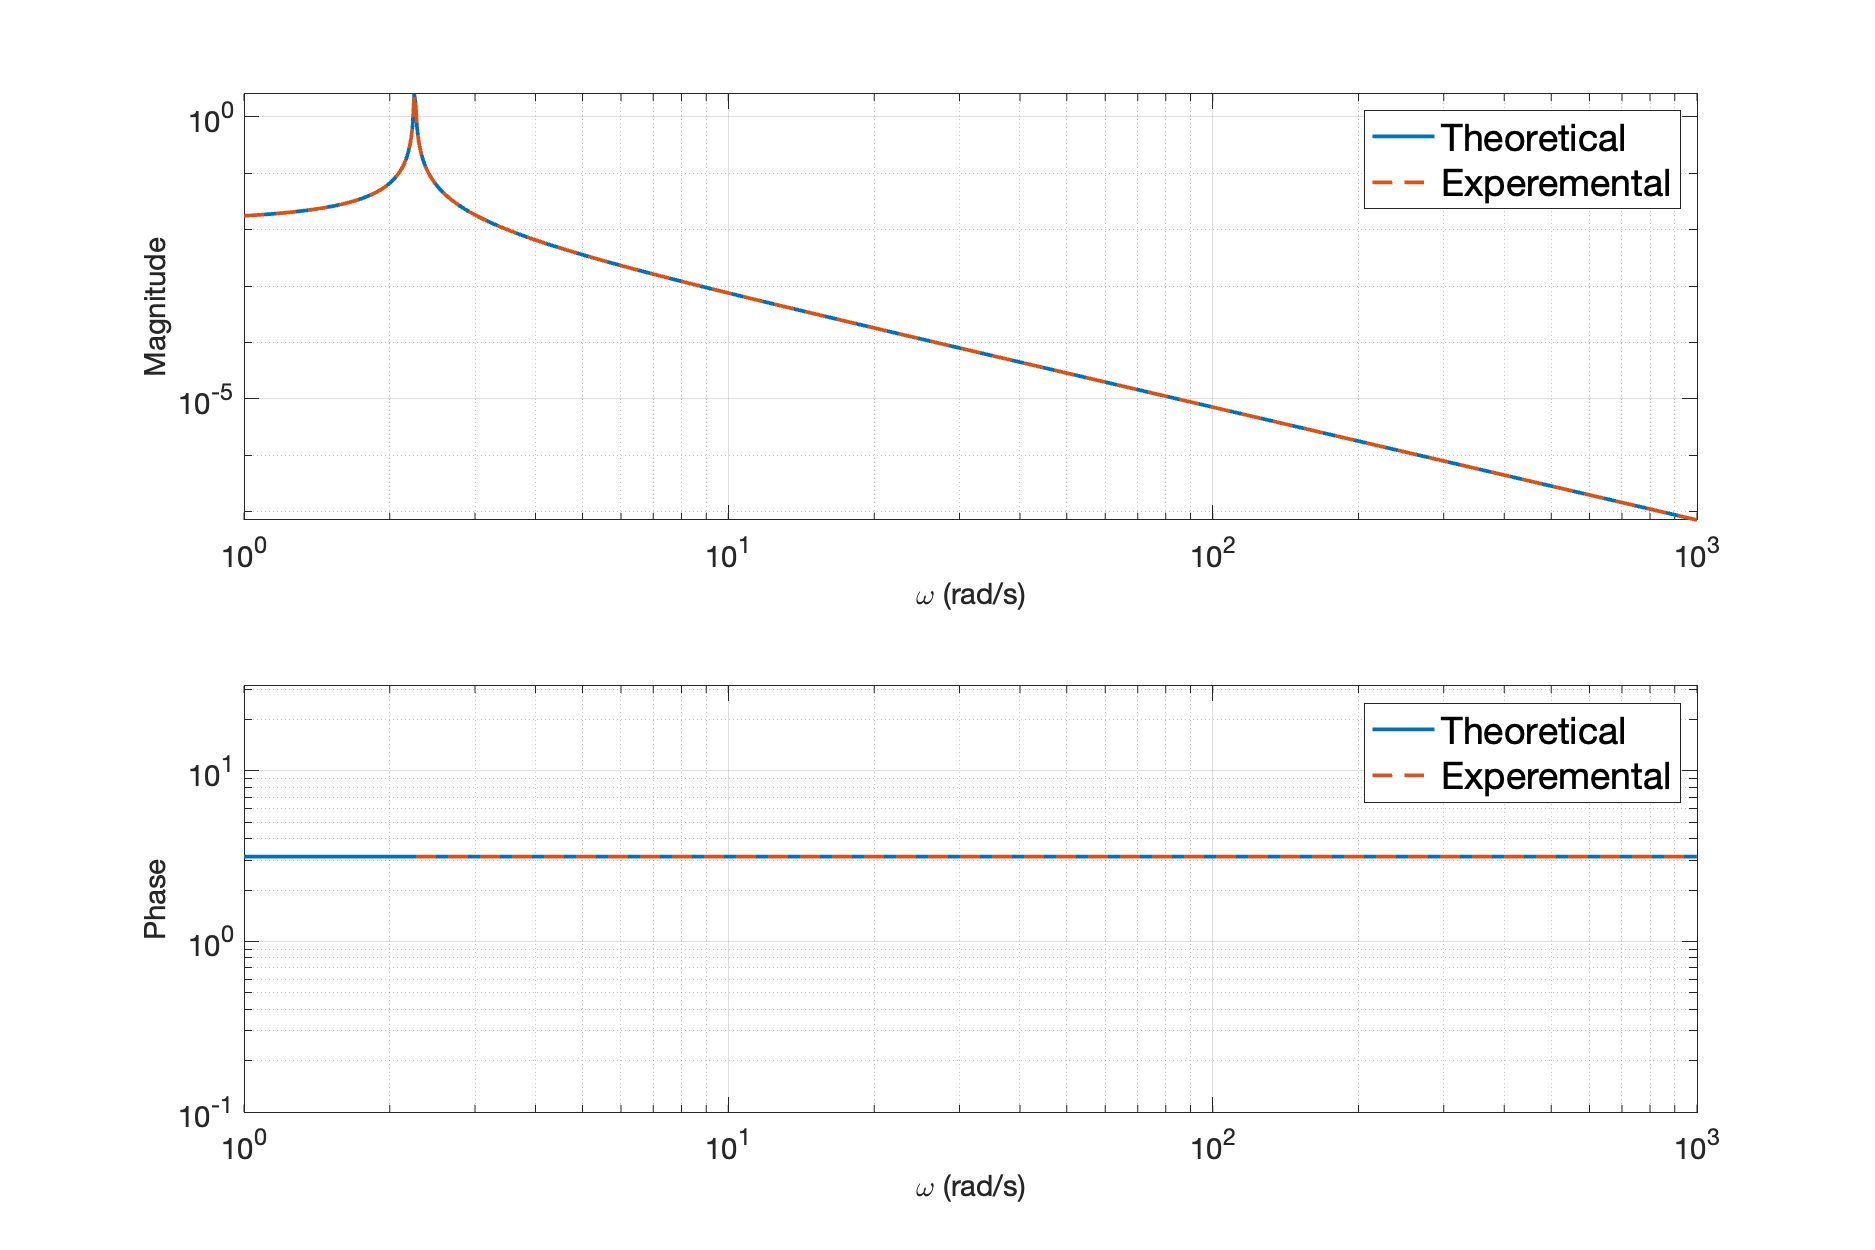 10^0
10^-5
Magnitude
Theoretical
Experemental
10^0 10^1 10^2 10^3
ω (rad/s)
10^1
10^0
10^-1
Phase
Theoretical
Experemental
10^0 10^1 10^2 10^3
ω (rad/s)